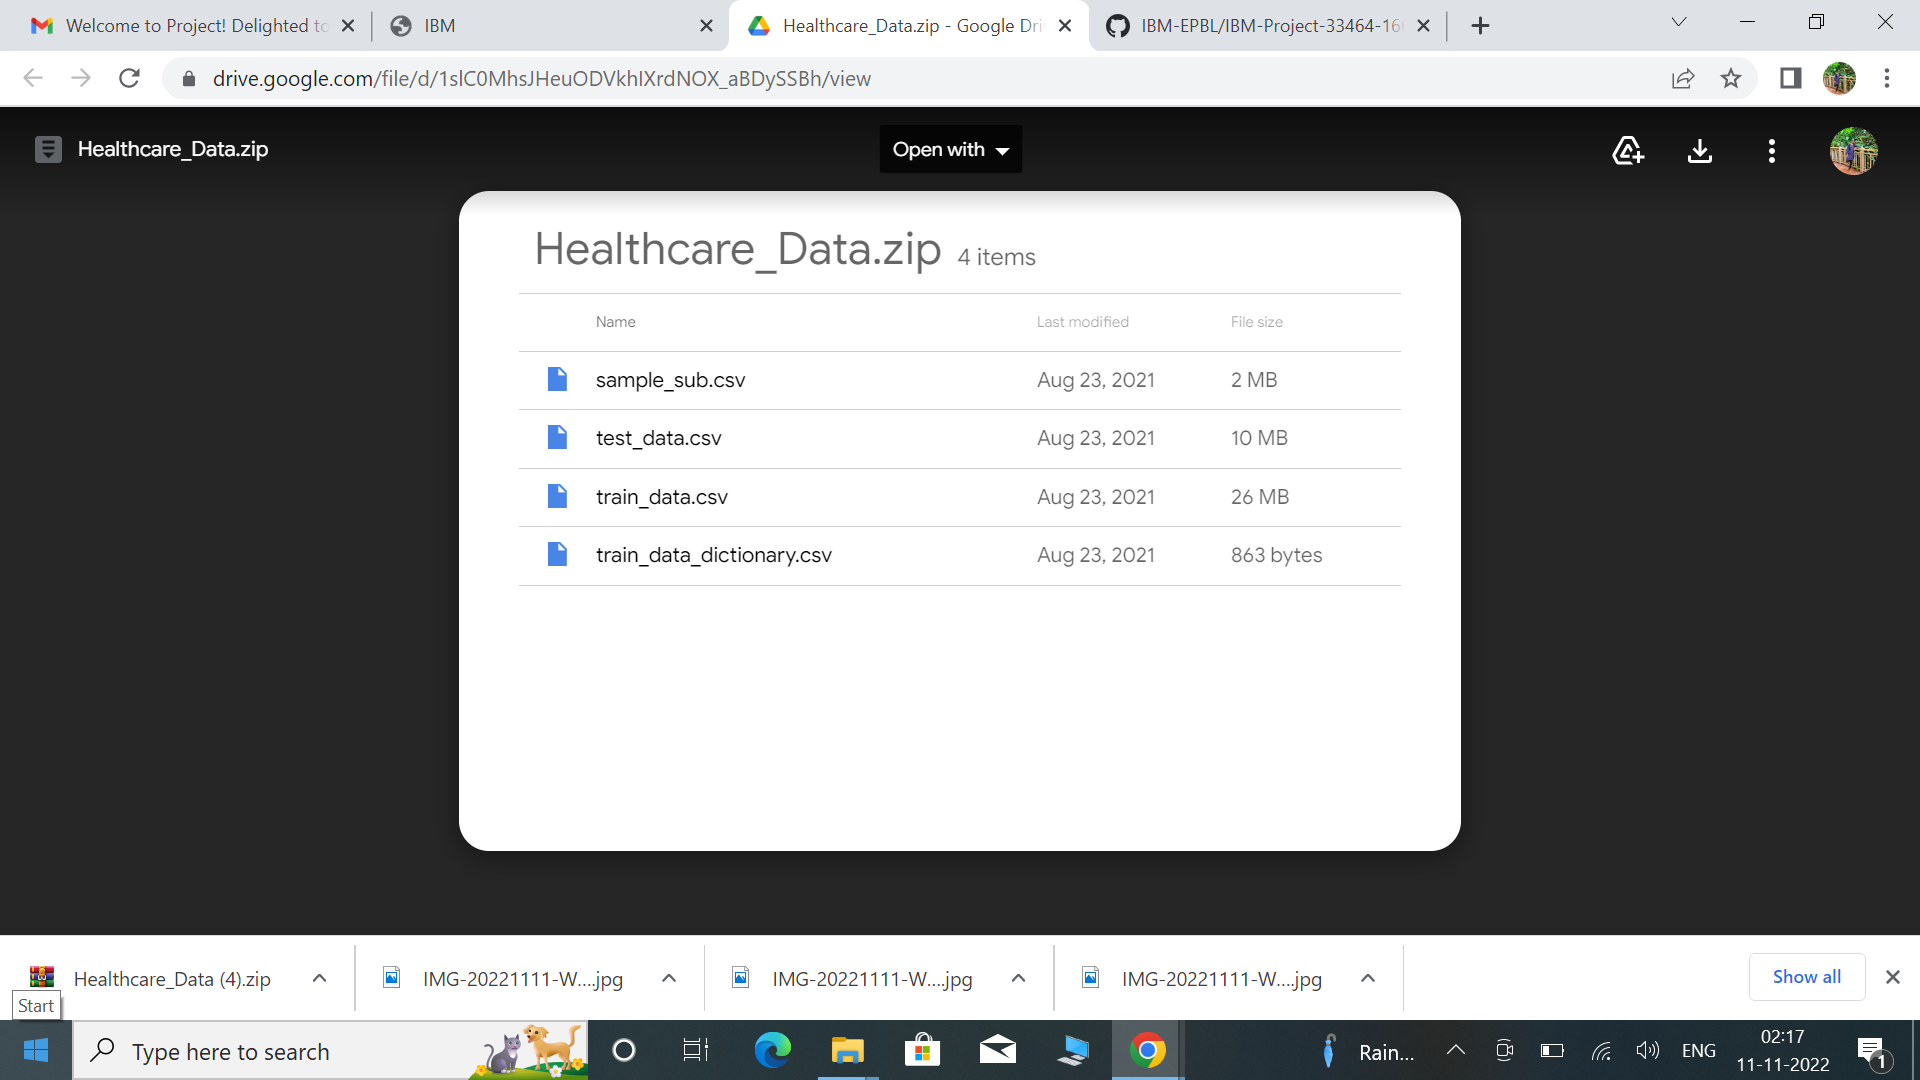 Welcome to Project! Delighted to
IBM
Healthcare_Data.zip - Google Dri
IBM-EPBL/IBM-Project-33464-16
drive.google.com/file/d/1slC0MhsJHeuODVkhIXrdNOX_aBDySSBh/view
Healthcare_Data.zip
Open with
Healthcare_Data.zip 4 items
Name Last modified File size
sample_sub.csv Aug 23, 2021 2 MB
test_data.csv Aug 23, 2021 10 MB
train_data.csv Aug 23, 2021 26 MB
train_data_dictionary.csv Aug 23, 2021 863 bytes
Healthcare_Data (4).zip
IMG-20221111-W....jpg
IMG-20221111-W....jpg
IMG-20221111-W....jpg
Show all
Start
Type here to search
Rain...
ENG
02:17
11-11-2022
1